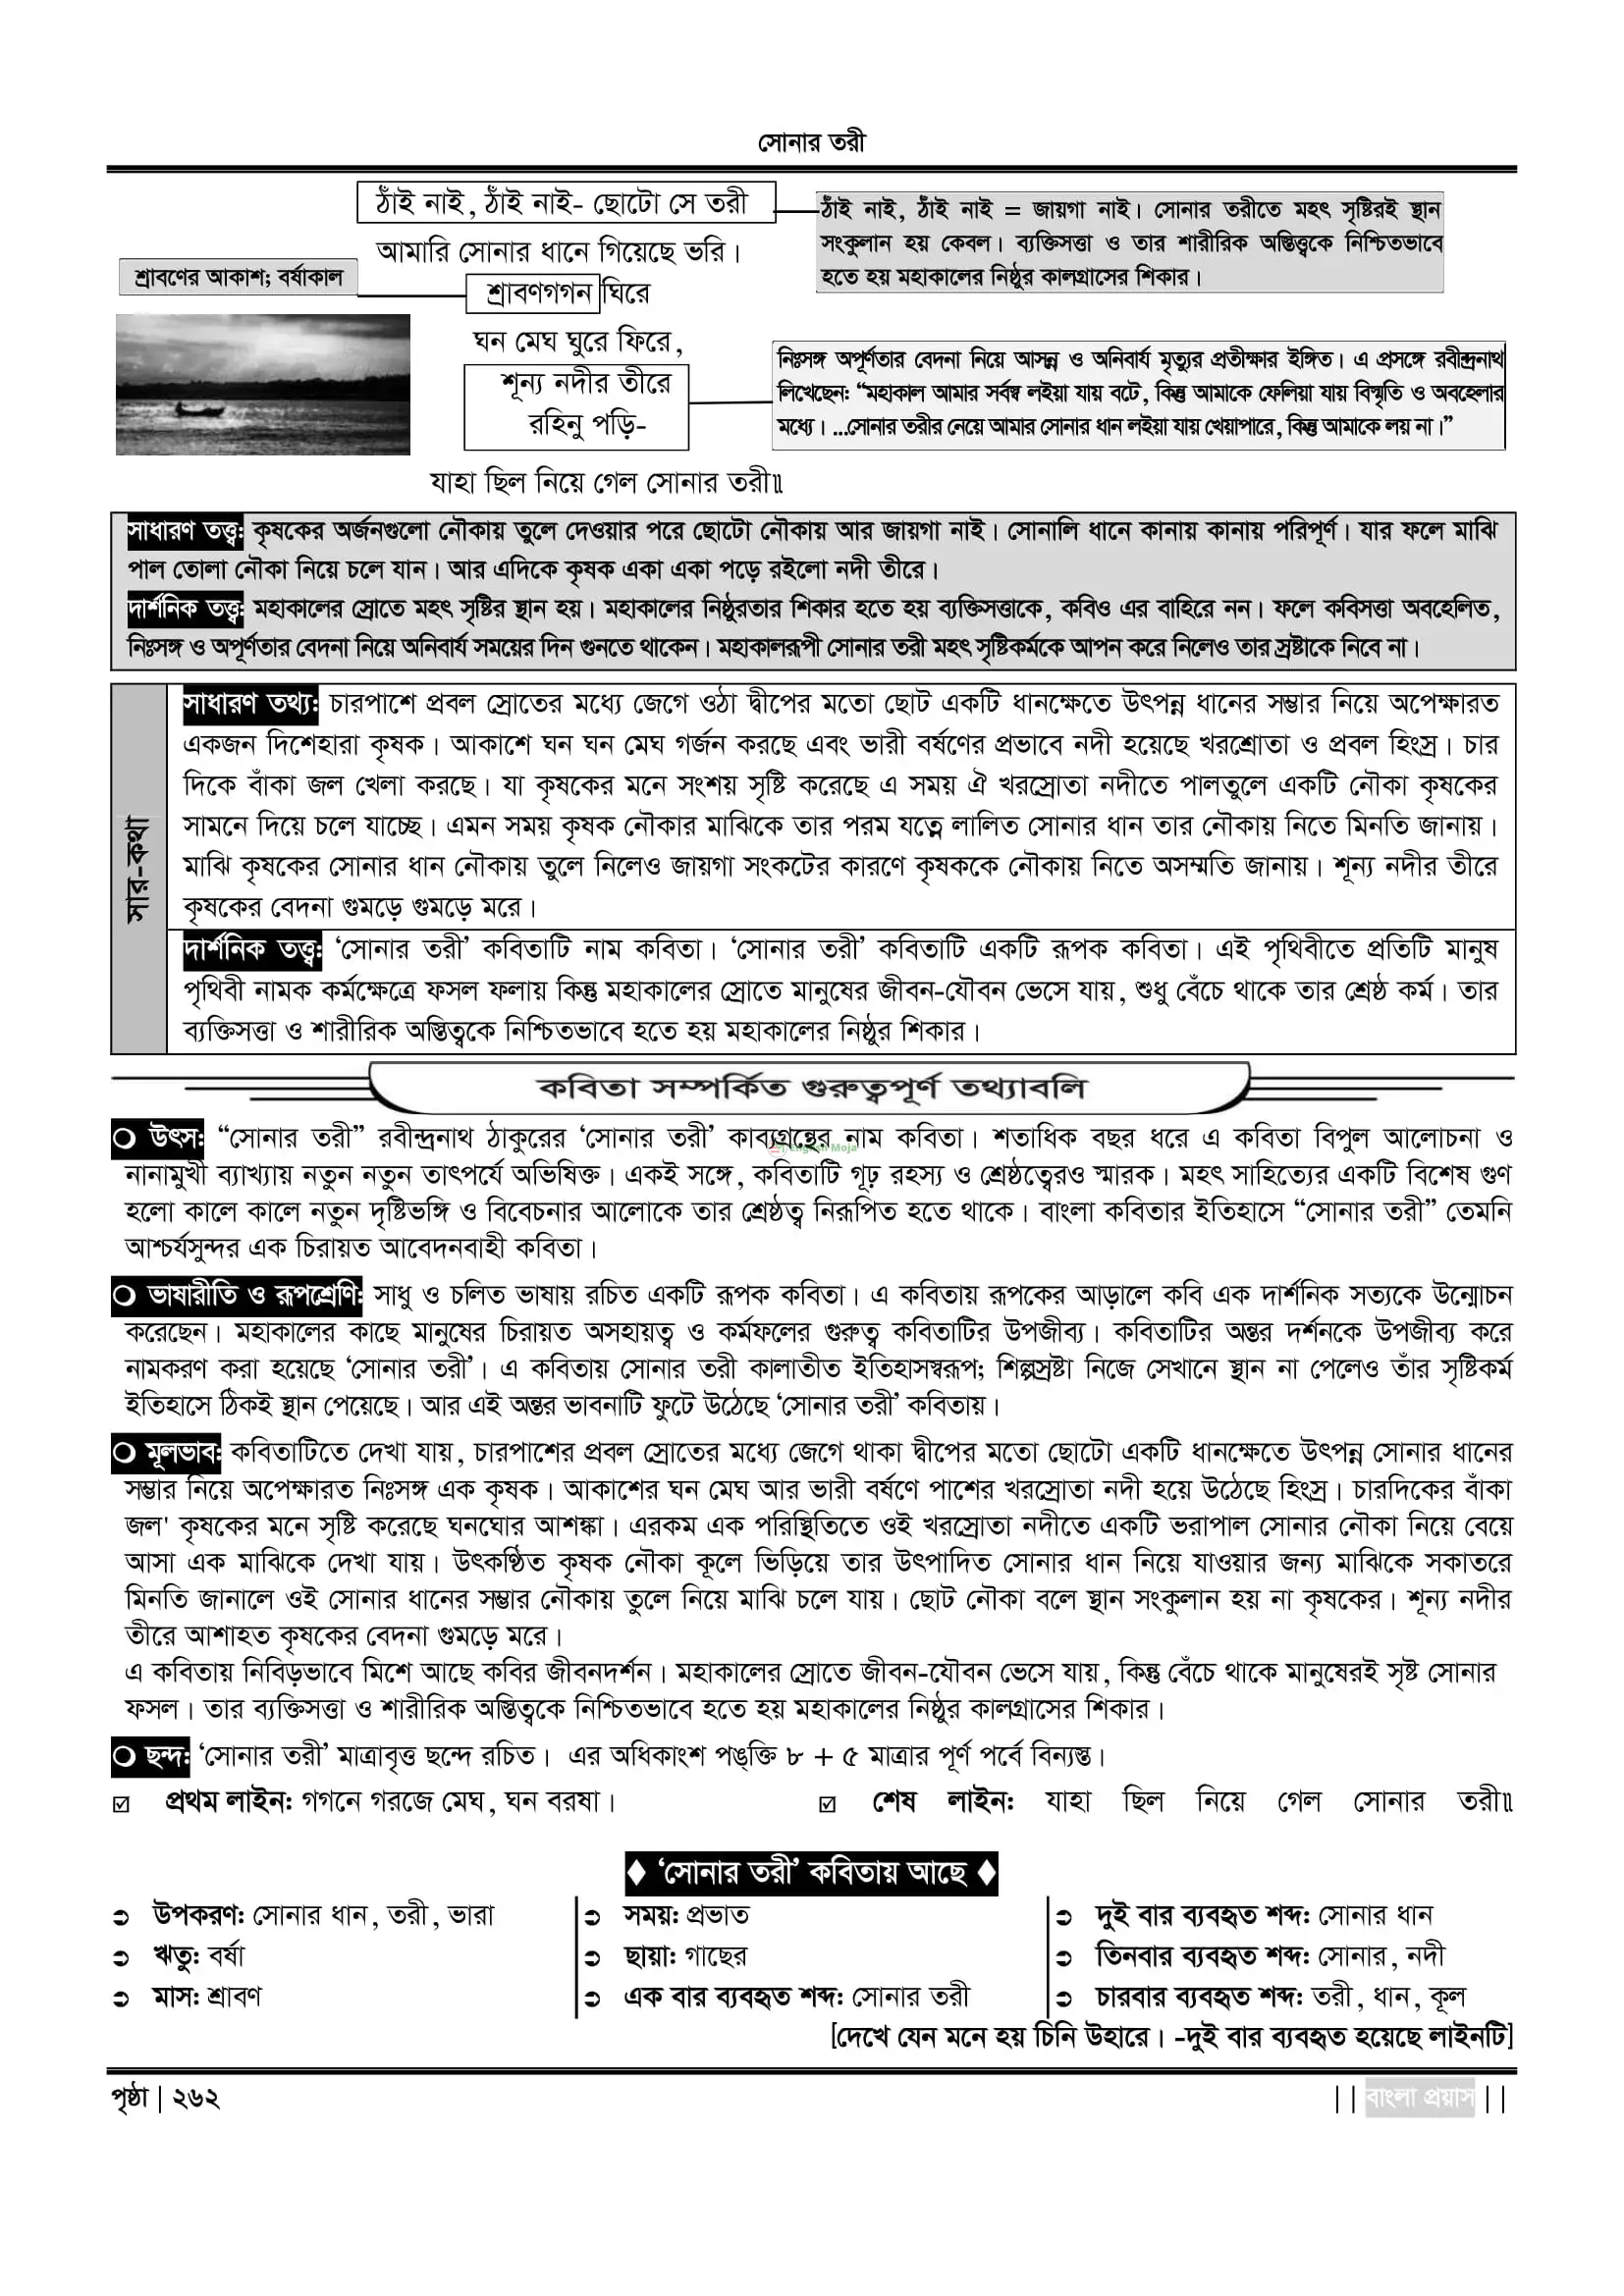 সোনার তরী
ঠাঁই নাই, ঠাঁই নাই- ছোটো সে তরী
আমারি সোনার ধানে গিয়েছে ভরি।
ঠাঁই নাই, ঠাঁই নাই = জায়গা নাই। সোনার তরীতে মহৎ সৃষ্টিরই স্থান
সংকুলান হয় কেবল। ব্যক্তিসত্তা ও তার শারীরিক অস্তিত্বকে নিশ্চিতভাবে
হতে হয় মহাকালের নিষ্ঠুর কালগ্রাসের শিকার।
শ্রাবণের আকাশ; বর্ষাকাল
শ্রাবণগগন ঘিরে
ঘন মেঘ ঘুরে ফিরে,
শূন্য নদীর তীরে
রহিনু পড়ি-
নিঃসঙ্গ অপূর্ণতার বেদনা নিয়ে আসন্ন ও অনিবার্য মৃত্যুর প্রতীক্ষার ইঙ্গিত। এ প্রসঙ্গে রবীন্দ্রনাথ
লিখেছেন: “মহাকাল আমার সর্বস্ব লইয়া যায় বটে, কিন্তু আমাকে ফেলিয়া যায় বিস্মৃতি ও অবহেলার
মধ্যে। ...সোনার তরীর নেয়ে আমার সোনার ধান লইয়া যায় খেয়াপারে, কিন্তু আমাকে লয় না।”
যাহা ছিল নিয়ে গেল সোনার তরী॥
সাধারণ তত্ত্ব: কৃষকের অর্জনগুলো নৌকায় তুলে দেওয়ার পরে ছোটো নৌকায় আর জায়গা নাই। সোনালি ধানে কানায় কানায় পরিপূর্ণ। যার ফলে মাঝি
পাল তোলা নৌকা নিয়ে চলে যান। আর এদিকে কৃষক একা একা পড়ে রইলো নদী তীরে।
দার্শনিক তত্ত্ব: মহাকালের স্রোতে মহৎ সৃষ্টির স্থান হয়। মহাকালের নিষ্ঠুরতার শিকার হতে হয় ব্যক্তিসত্তাকে, কবিও এর বাহিরে নন। ফলে কবিসত্তা অবহেলিত,
নিঃসঙ্গ ও অপূর্ণতার বেদনা নিয়ে অনিবার্য সময়ের দিন গুনতে থাকেন। মহাকালরূপী সোনার তরী মহৎ সৃষ্টিকর্মকে আপন করে নিলেও তার স্রষ্টাকে নিবে না।
সার-কথা
সাধারণ তথ্য: চারপাশে প্রবল স্রোতের মধ্যে জেগে ওঠা দ্বীপের মতো ছোট একটি ধানক্ষেতে উৎপন্ন ধানের সম্ভার নিয়ে অপেক্ষারত
একজন দিশেহারা কৃষক। আকাশে ঘন ঘন মেঘ গর্জন করছে এবং ভারী বর্ষণের প্রভাবে নদী হয়েছে খরশ্রোতা ও প্রবল হিংস্র। চার
দিকে বাঁকা জল খেলা করছে। যা কৃষকের মনে সংশয় সৃষ্টি করেছে এ সময় ঐ খরস্রোতা নদীতে পালতুলে একটি নৌকা কৃষকের
সামনে দিয়ে চলে যাচ্ছে। এমন সময় কৃষক নৌকার মাঝিকে তার পরম যত্নে লালিত সোনার ধান তার নৌকায় নিতে মিনতি জানায়।
মাঝি কৃষকের সোনার ধান নৌকায় তুলে নিলেও জায়গা সংকটের কারণে কৃষককে নৌকায় নিতে অসম্মতি জানায়। শূন্য নদীর তীরে
কৃষকের বেদনা গুমড়ে গুমড়ে মরে।
দার্শনিক তত্ত্ব: ‘সোনার তরী’ কবিতাটি নাম কবিতা। ‘সোনার তরী’ কবিতাটি একটি রূপক কবিতা। এই পৃথিবীতে প্রতিটি মানুষ
পৃথিবী নামক কর্মক্ষেত্রে ফসল ফলায় কিন্তু মহাকালের স্রোতে মানুষের জীবন-যৌবন ভেসে যায়, শুধু বেঁচে থাকে তার শ্রেষ্ঠ কর্ম। তার
ব্যক্তিসত্তা ও শারীরিক অস্তিত্বকে নিশ্চিতভাবে হতে হয় মহাকালের নিষ্ঠুর শিকার।
কবিতা সম্পর্কিত গুরুত্বপূর্ণ তথ্যাবলি
❍ উৎস: “সোনার তরী” রবীন্দ্রনাথ ঠাকুরের ‘সোনার তরী’ কাব্যগ্রন্থের নাম কবিতা। শতাধিক বছর ধরে এ কবিতা বিপুল আলোচনা ও
English Moja
নানামুখী ব্যাখ্যায় নতুন নতুন তাৎপর্যে অভিষিক্ত। একই সঙ্গে, কবিতাটি গূঢ় রহস্য ও শ্রেষ্ঠত্বেরও স্মারক। মহৎ সাহিত্যের একটি বিশেষ গুণ
হলো কালে কালে নতুন দৃষ্টিভঙ্গি ও বিবেচনার আলোকে তার শ্রেষ্ঠত্ব নিরূপিত হতে থাকে। বাংলা কবিতার ইতিহাসে “সোনার তরী” তেমনি
আশ্চর্যসুন্দর এক চিরায়ত আবেদনবাহী কবিতা।
❍ ভাষারীতি ও রূপশ্রেণি: সাধু ও চলিত ভাষায় রচিত একটি রূপক কবিতা। এ কবিতায় রূপকের আড়ালে কবি এক দার্শনিক সত্যকে উন্মোচন
করেছেন। মহাকালের কাছে মানুষের চিরায়ত অসহায়ত্ব ও কর্মফলের গুরুত্ব কবিতাটির উপজীব্য। কবিতাটির অন্তর দর্শনকে উপজীব্য করে
নামকরণ করা হয়েছে ‘সোনার তরী’। এ কবিতায় সোনার তরী কালাতীত ইতিহাসস্বরূপ; শিল্পস্রষ্টা নিজে সেখানে স্থান না পেলেও তাঁর সৃষ্টিকর্ম
ইতিহাসে ঠিকই স্থান পেয়েছে। আর এই অন্তর ভাবনাটি ফুটে উঠেছে ‘সোনার তরী’ কবিতায়।
❍ মূলভাব: কবিতাটিতে দেখা যায়, চারপাশের প্রবল স্রোতের মধ্যে জেগে থাকা দ্বীপের মতো ছোটো একটি ধানক্ষেতে উৎপন্ন সোনার ধানের
সম্ভার নিয়ে অপেক্ষারত নিঃসঙ্গ এক কৃষক। আকাশের ঘন মেঘ আর ভারী বর্ষণে পাশের খরস্রোতা নদী হয়ে উঠেছে হিংস্র। চারদিকের বাঁকা
জল' কৃষকের মনে সৃষ্টি করেছে ঘনঘোর আশঙ্কা। এরকম এক পরিস্থিতিতে ওই খরস্রোতা নদীতে একটি ভরাপাল সোনার নৌকা নিয়ে বেয়ে
আসা এক মাঝিকে দেখা যায়। উৎকণ্ঠিত কৃষক নৌকা কূলে ভিড়িয়ে তার উৎপাদিত সোনার ধান নিয়ে যাওয়ার জন্য মাঝিকে সকাতরে
মিনতি জানালে ওই সোনার ধানের সম্ভার নৌকায় তুলে নিয়ে মাঝি চলে যায়। ছোট নৌকা বলে স্থান সংকুলান হয় না কৃষকের। শূন্য নদীর
তীরে আশাহত কৃষকের বেদনা গুমড়ে মরে।
এ কবিতায় নিবিড়ভাবে মিশে আছে কবির জীবনদর্শন। মহাকালের স্রোতে জীবন-যৌবন ভেসে যায়, কিন্তু বেঁচে থাকে মানুষেরই সৃষ্ট সোনার
ফসল। তার ব্যক্তিসত্তা ও শারীরিক অস্তিত্বকে নিশ্চিতভাবে হতে হয় মহাকালের নিষ্ঠুর কালগ্রাসের শিকার।
❍ ছন্দ: ‘সোনার তরী’ মাত্রাবৃত্ত ছন্দে রচিত। এর অধিকাংশ পঙ্‌ক্তি ৮ + ৫ মাত্রার পূর্ণ পর্বে বিন্যস্ত।
☑ প্রথম লাইন: গগনে গরজে মেঘ, ঘন বরষা। ☑ শেষ লাইন: যাহা ছিল নিয়ে গেল সোনার তরী॥
♦ ‘সোনার তরী’ কবিতায় আছে ♦
➲ উপকরণ: সোনার ধান, তরী, ভারা
➲ ঋতু: বর্ষা
➲ মাস: শ্রাবণ
➲ সময়: প্রভাত
➲ ছায়া: গাছের
➲ এক বার ব্যবহৃত শব্দ: সোনার তরী
➲ দুই বার ব্যবহৃত শব্দ: সোনার ধান
➲ তিনবার ব্যবহৃত শব্দ: সোনার, নদী
➲ চারবার ব্যবহৃত শব্দ: তরী, ধান, কূল
[দেখে যেন মনে হয় চিনি উহারে। -দুই বার ব্যবহৃত হয়েছে লাইনটি]
পৃষ্ঠা | ২৬২
|| বাংলা প্রয়াস ||